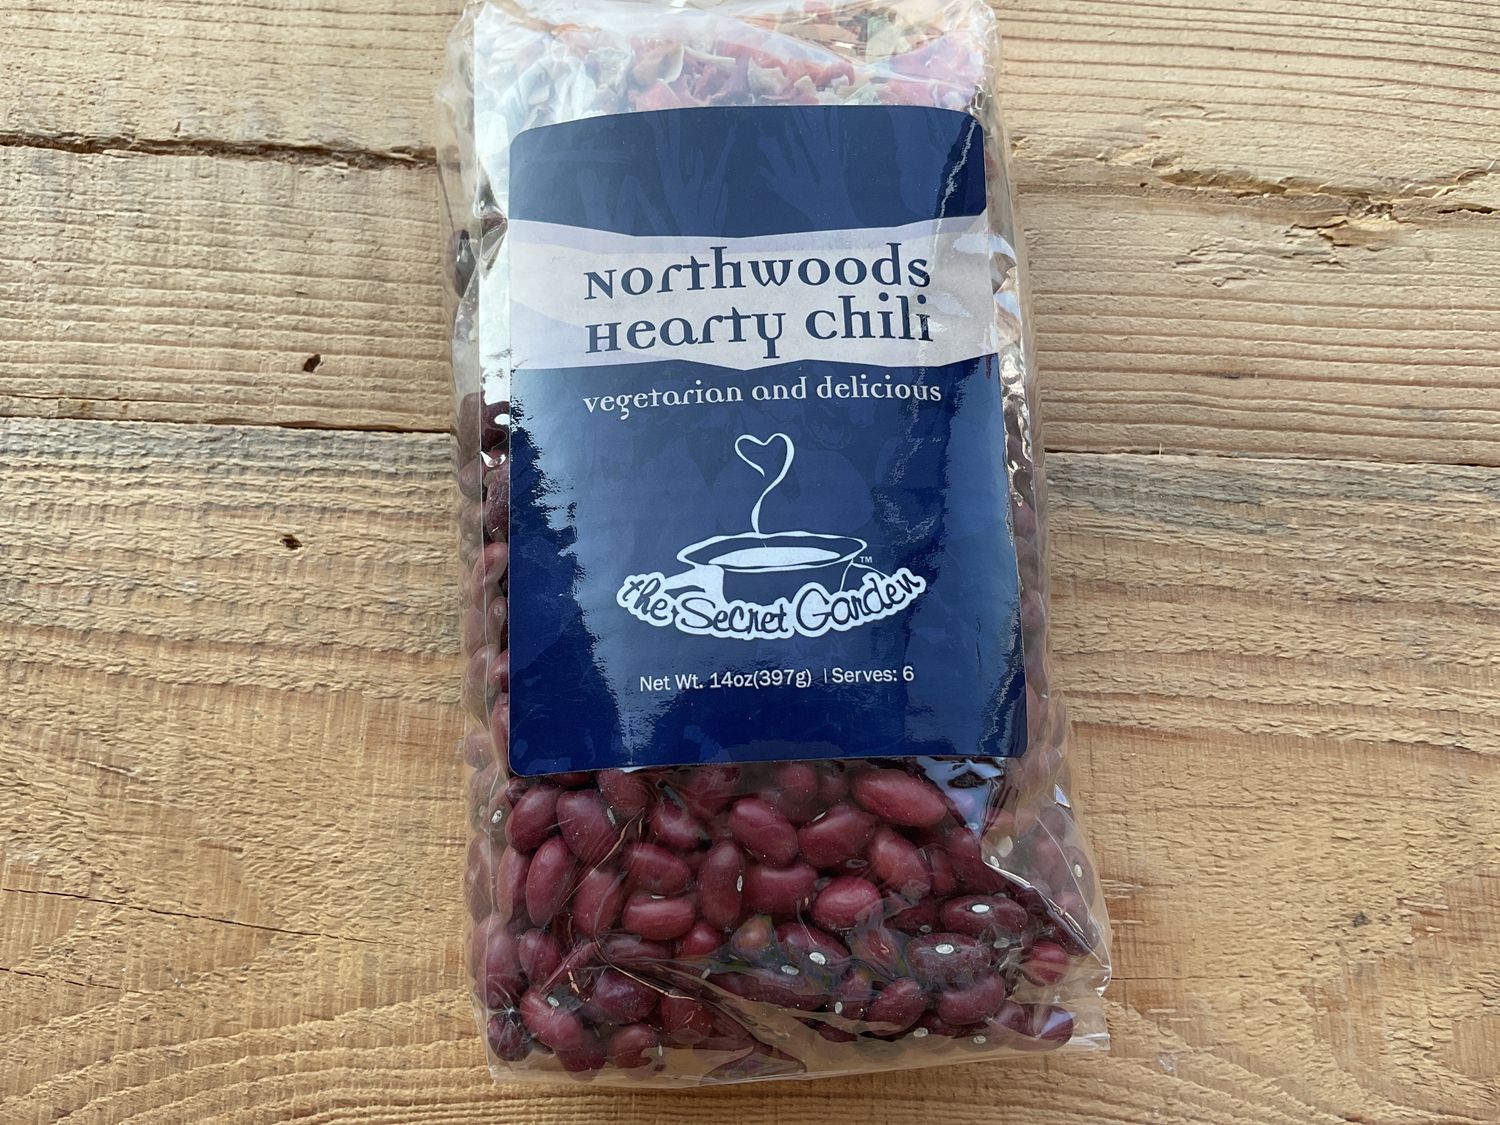 Northwoods
Hearty Chili
vegetarian and delicious
TM
the Secret Garden
Net Wt. 14oz(397g) | Serves: 6